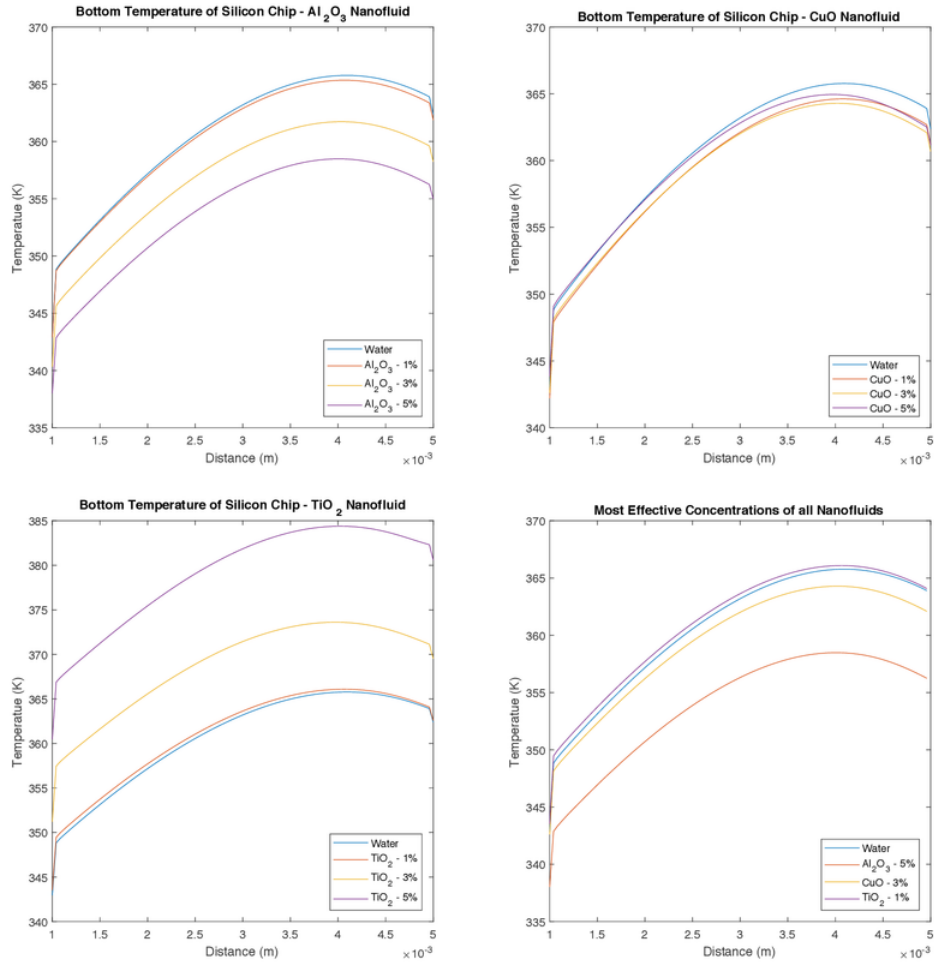 Bottom Temperature of Silicon Chip - Al₂O₃ Nanofluid
370
365
360
355
350
345
340
335
Temperatue (K)
Water
Al₂O₃ - 1%
Al₂O₃ - 3%
Al₂O₃ - 5%
1 1.5 2 2.5 3 3.5 4 4.5 5
Distance (m)
×10⁻³
Bottom Temperature of Silicon Chip - CuO Nanofluid
370
365
360
355
350
345
340
Temperatue (K)
Water
CuO - 1%
CuO - 3%
CuO - 5%
1 1.5 2 2.5 3 3.5 4 4.5 5
Distance (m)
×10⁻³
Bottom Temperature of Silicon Chip - TiO₂ Nanofluid
385
380
375
370
365
360
355
350
345
340
Temperatue (K)
Water
TiO₂ - 1%
TiO₂ - 3%
TiO₂ - 5%
1 1.5 2 2.5 3 3.5 4 4.5 5
Distance (m)
×10⁻³
Most Effective Concentrations of all Nanofluids
370
365
360
355
350
345
340
335
Temperatue (K)
Water
Al₂O₃ - 5%
CuO - 3%
TiO₂ - 1%
1 1.5 2 2.5 3 3.5 4 4.5 5
Distance (m)
×10⁻³